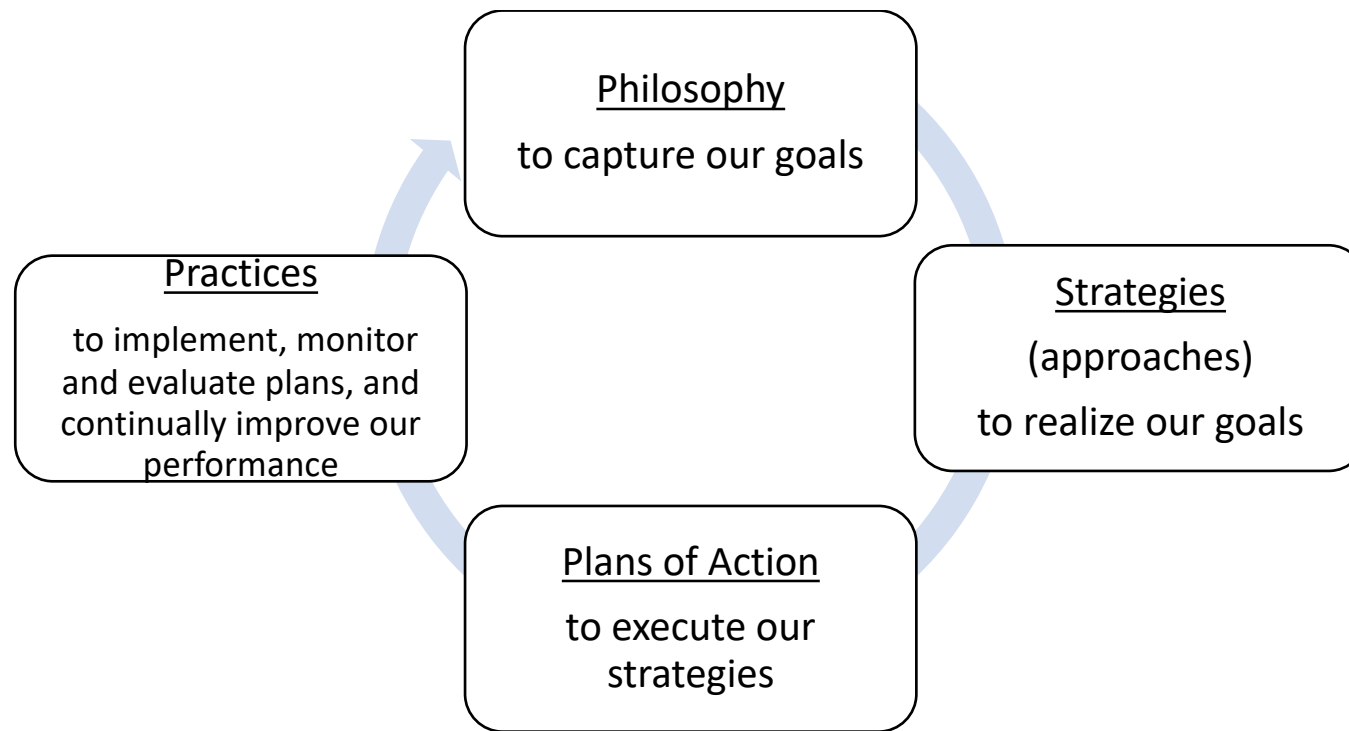 Philosophy
to capture our goals
Strategies
(approaches)
to realize our goals
Plans of Action
to execute our
strategies
Practices
to implement, monitor
and evaluate plans, and
continually improve our
performance